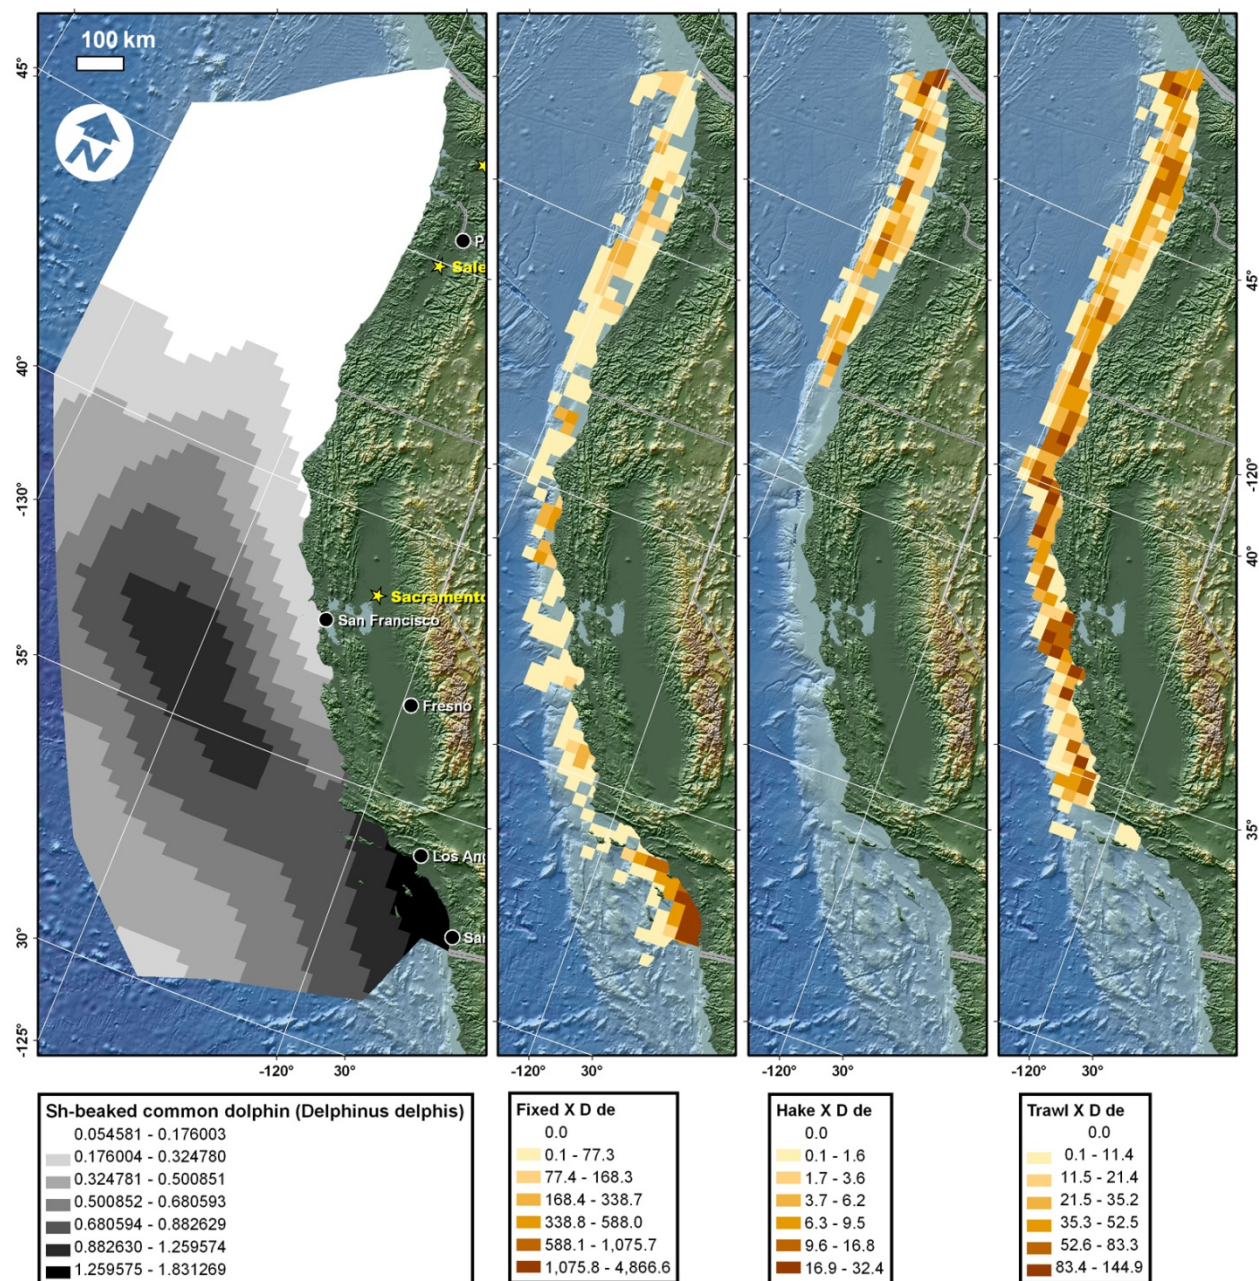 100 km
N
45°
40°
-130°
35°
30°
-125°
-120°
30°
Sale
Sacramento
San Francisco
Fresno
Los Ang
San
30°
30°
30°
45°
-120°
40°
35°
Sh-beaked common dolphin (Delphinus delphis)
0.054581 - 0.176003
0.176004 - 0.324780
0.324781 - 0.500851
0.500852 - 0.680593
0.680594 - 0.882629
0.882630 - 1.259574
1.259575 - 1.831269
Fixed X D de
0.0
0.1 - 77.3
77.4 - 168.3
168.4 - 338.7
338.8 - 588.0
588.1 - 1,075.7
1,075.8 - 4,866.6
Hake X D de
0.0
0.1 - 1.6
1.7 - 3.6
3.7 - 6.2
6.3 - 9.5
9.6 - 16.8
16.9 - 32.4
Trawl X D de
0.0
0.1 - 11.4
11.5 - 21.4
21.5 - 35.2
35.3 - 52.5
52.6 - 83.3
83.4 - 144.9